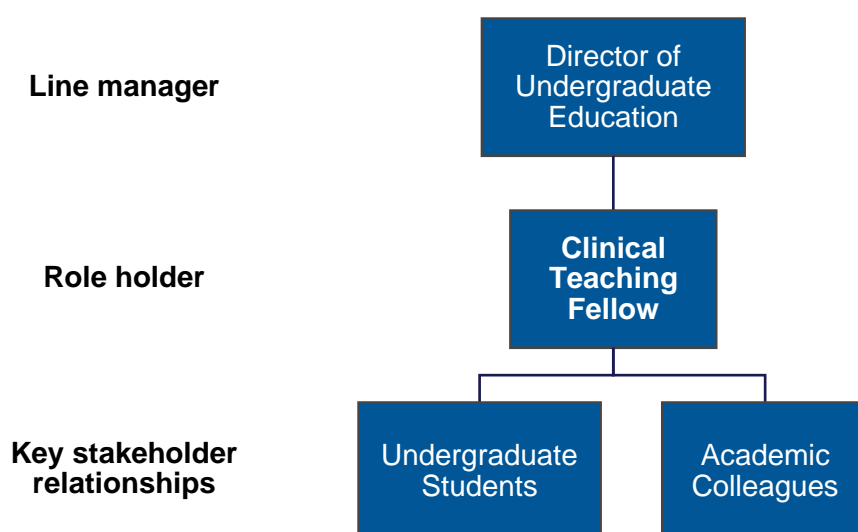 Line manager
Director of
Undergraduate
Education
Role holder
Clinical
Teaching
Fellow
Key stakeholder
relationships
Undergraduate
Students
Academic
Colleagues